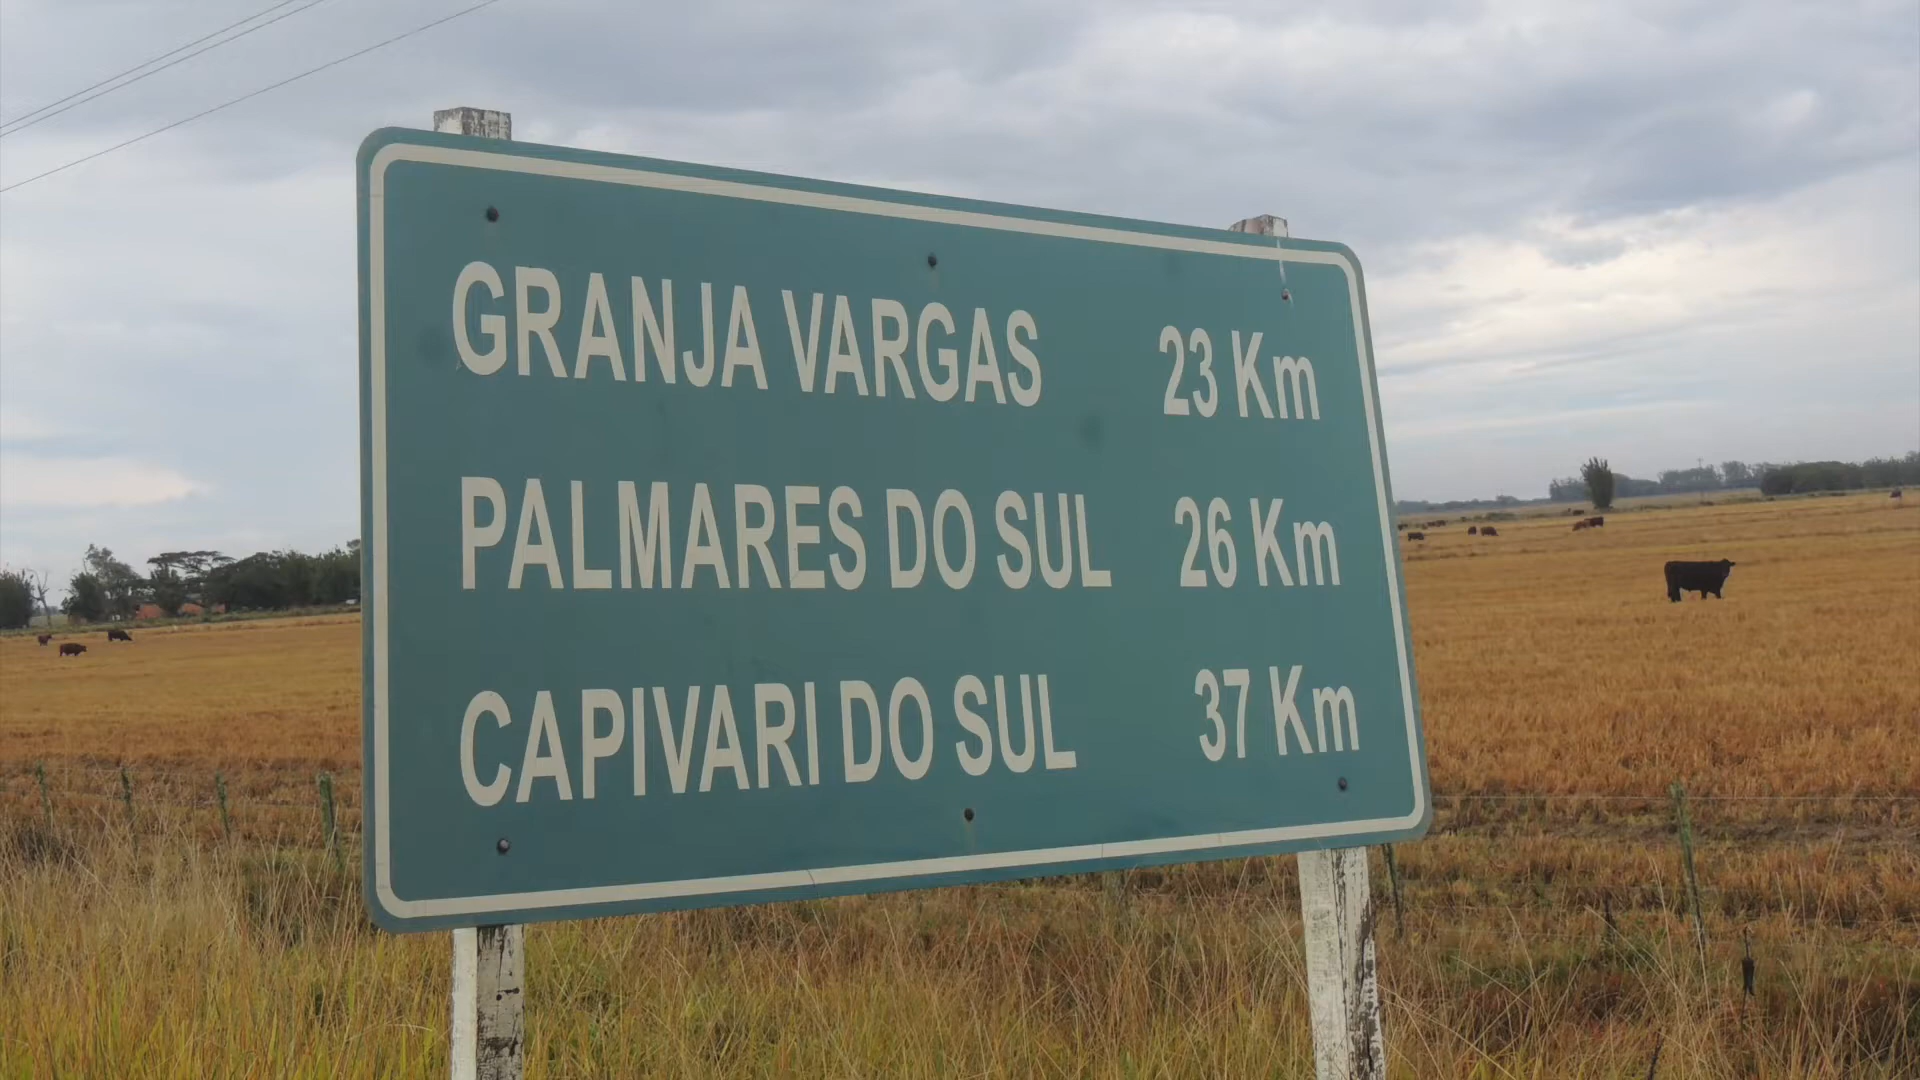 GRANJA VARGAS 23 Km
PALMARES DO SUL 26 Km
CAPIVARI DO SUL 37 Km